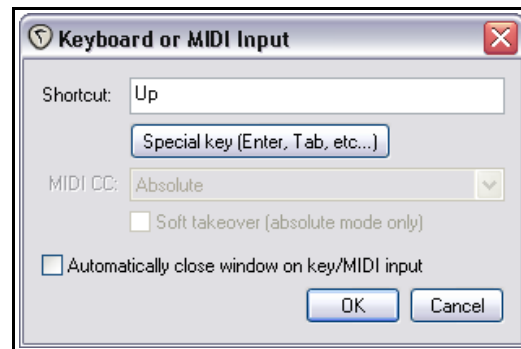 Keyboard or MIDI Input
Shortcut: Up
Special key (Enter, Tab, etc...)
MIDI CC: Absolute
Soft takeover (absolute mode only)
Automatically close window on key/MIDI input
OK Cancel